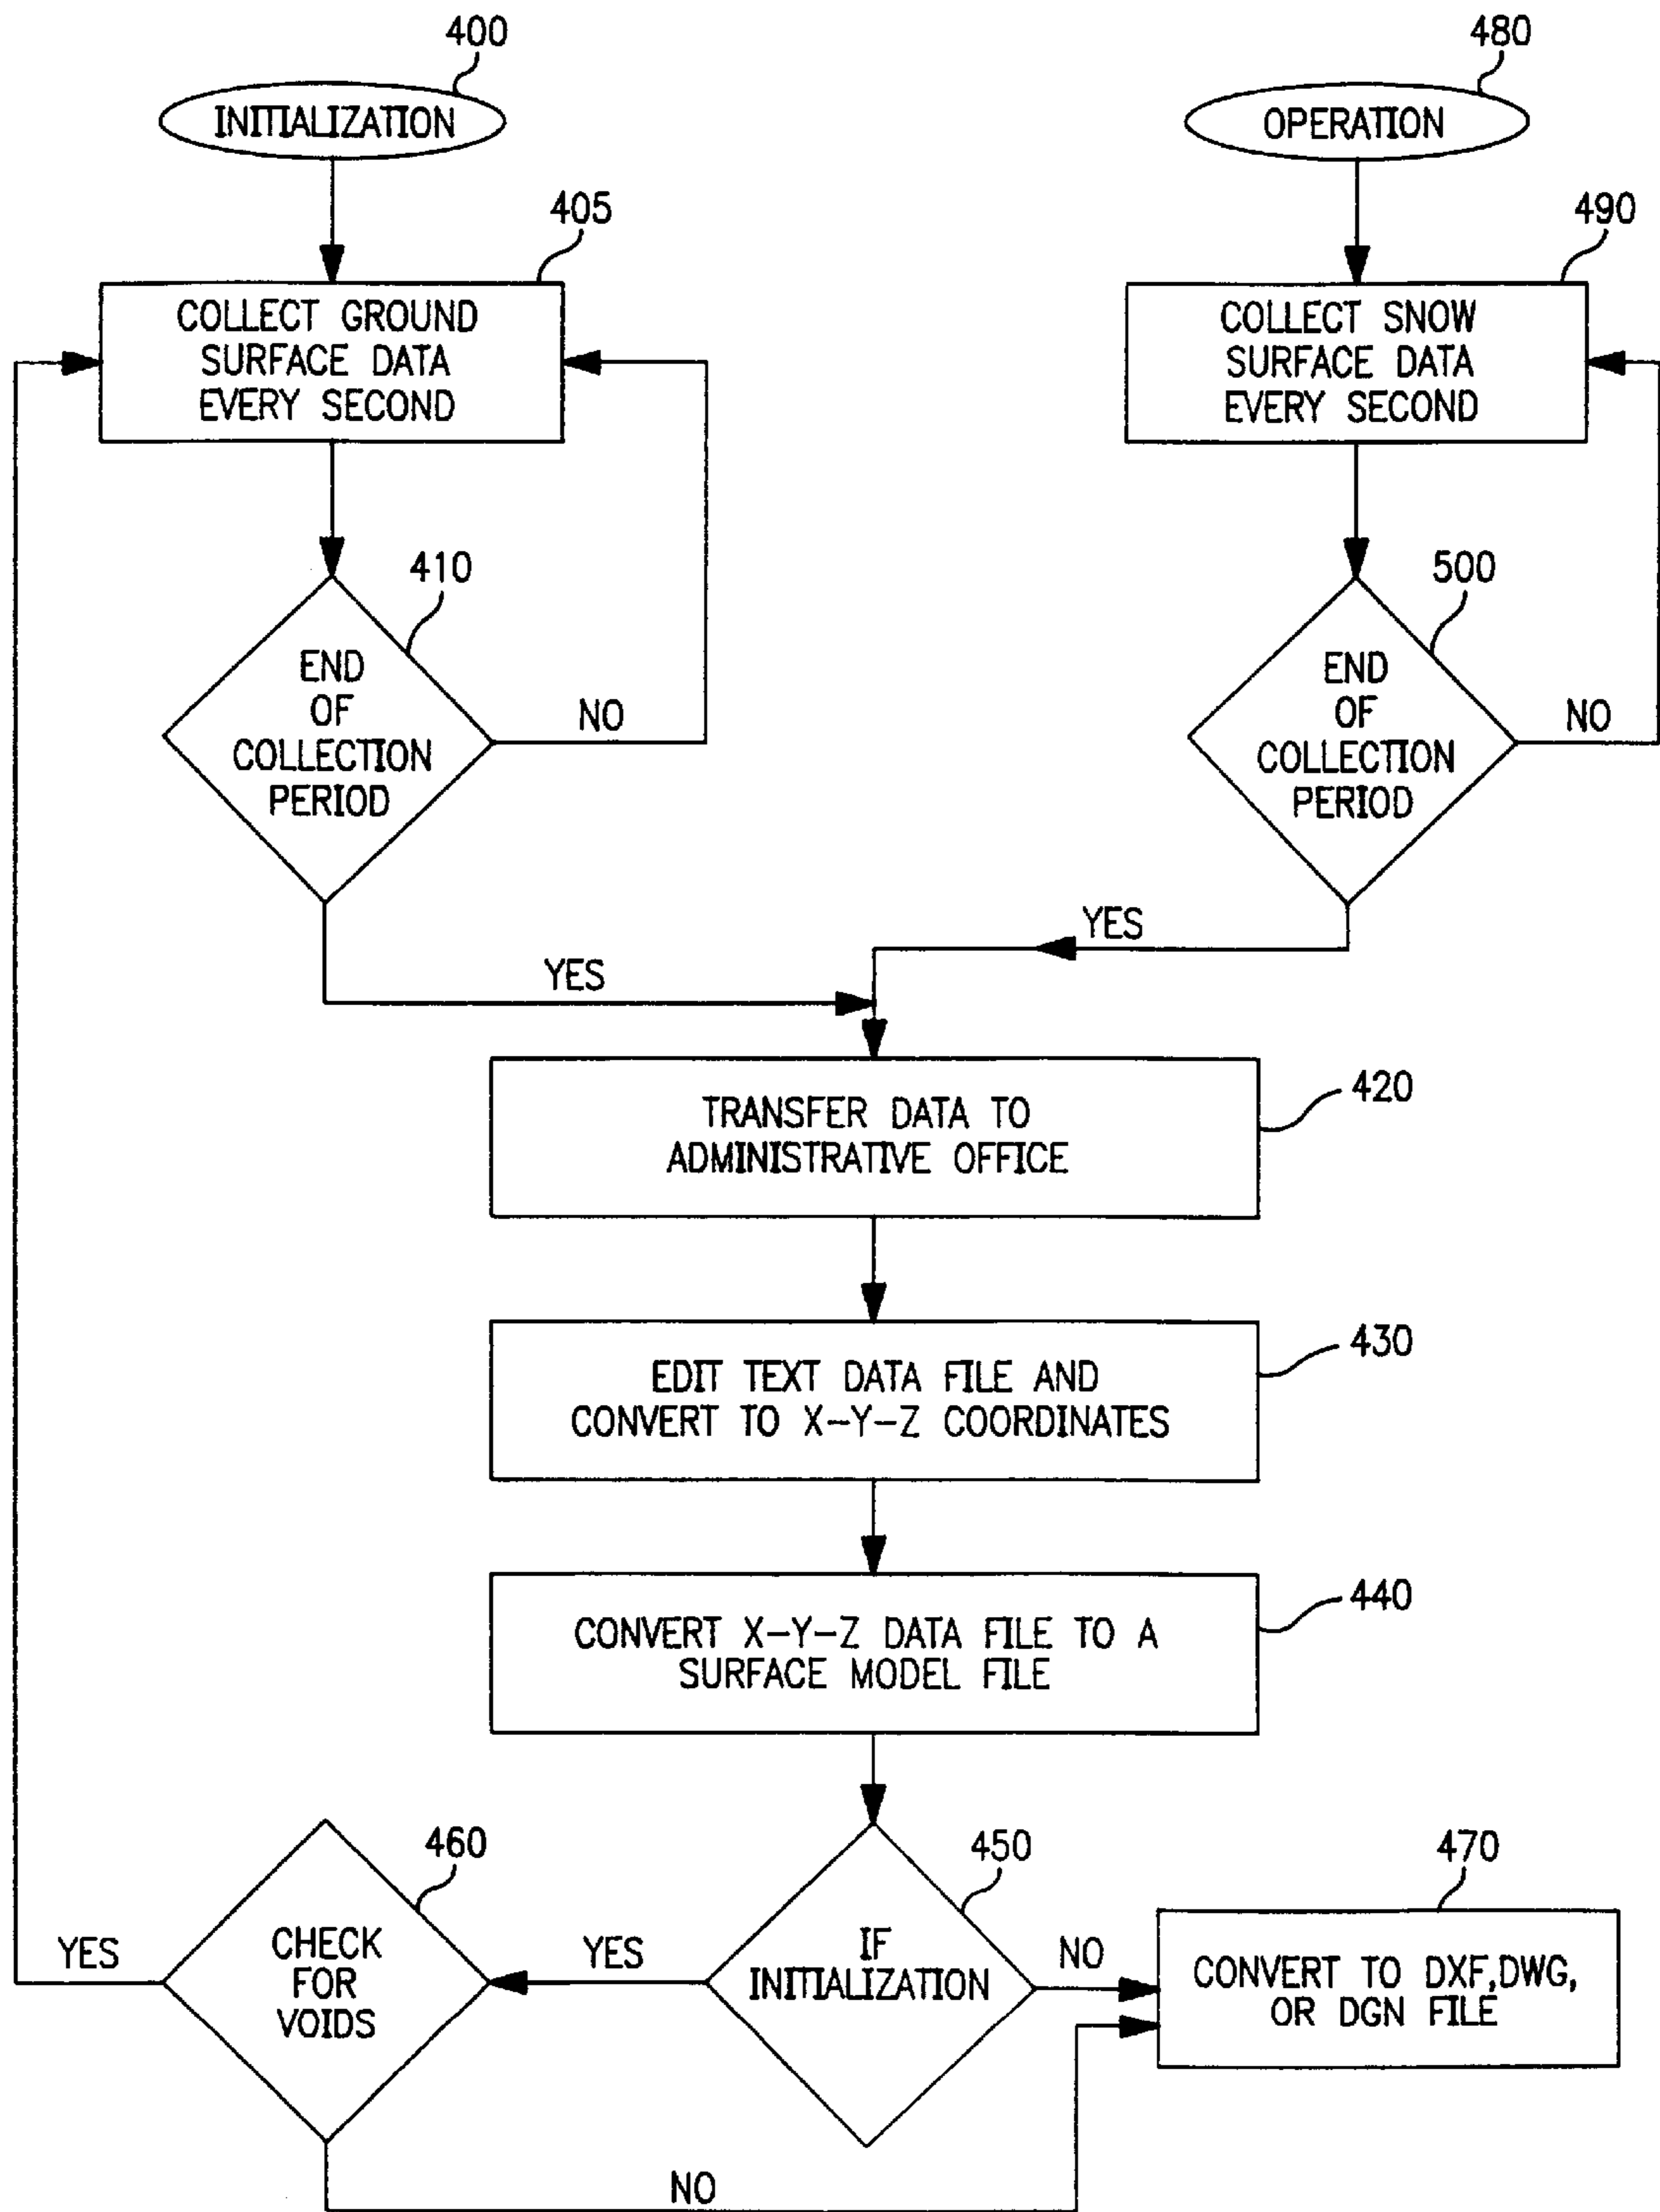 400
INITIALIZATION
480
OPERATION
405
COLLECT GROUND
SURFACE DATA
EVERY SECOND
490
COLLECT SNOW
SURFACE DATA
EVERY SECOND
410
END
OF
COLLECTION
PERIOD
NO
500
END
OF
COLLECTION
PERIOD
NO
YES
YES
TRANSFER DATA TO
ADMINISTRATIVE OFFICE
420
EDIT TEXT DATA FILE AND
CONVERT TO X-Y-Z COORDINATES
430
CONVERT X-Y-Z DATA FILE TO A
SURFACE MODEL FILE
440
450
IF
INITIALIZATION
YES
NO
460
CHECK
FOR
VOIDS
YES
NO
470
CONVERT TO DXF,DWG,
OR DGN FILE